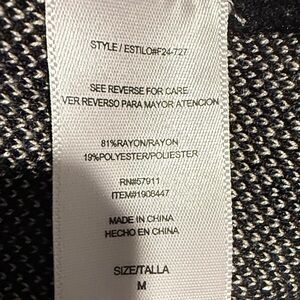 STYLE / ESTILO#F24-727
SEE REVERSE FOR CARE
VER REVERSO PARA MAYOR ATENCION
81%RAYON/RAYON
19%POLYESTER/POLIESTER
RN#57911
ITEM#1908447
MADE IN CHINA
HECHO EN CHINA
SIZE/TALLA
M